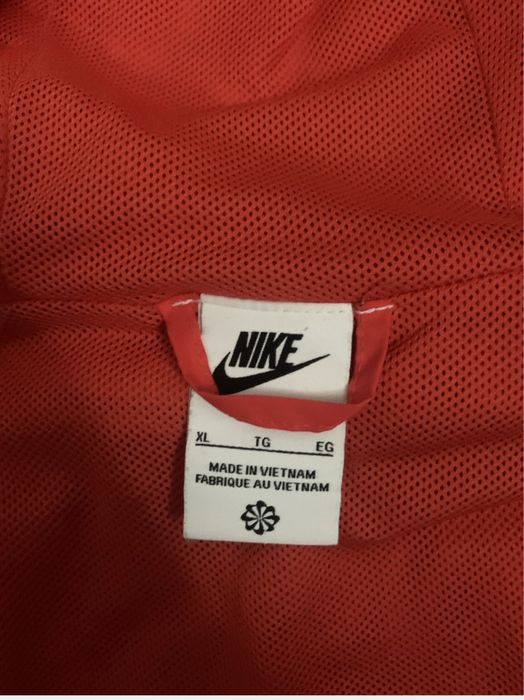 NIKE
XL TG EG
MADE IN VIETNAM
FABRIQUE AU VIETNAM